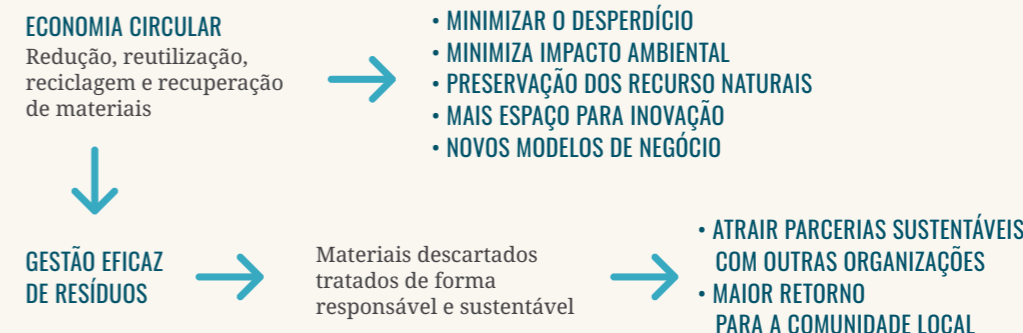 ECONOMIA CIRCULAR
Redução, reutilização,
reciclagem e recuperação
de materiais
• MINIMIZAR O DESPERDÍCIO
• MINIMIZA IMPACTO AMBIENTAL
• PRESERVAÇÃO DOS RECURSO NATURAIS
• MAIS ESPAÇO PARA INOVAÇÃO
• NOVOS MODELOS DE NEGÓCIO
GESTÃO EFICAZ
DE RESÍDUOS
Materiais descartados
tratados de forma
responsável e sustentável
• ATRAIR PARCERIAS SUSTENTÁVEIS
COM OUTRAS ORGANIZAÇÕES
• MAIOR RETORNO
PARA A COMUNIDADE LOCAL